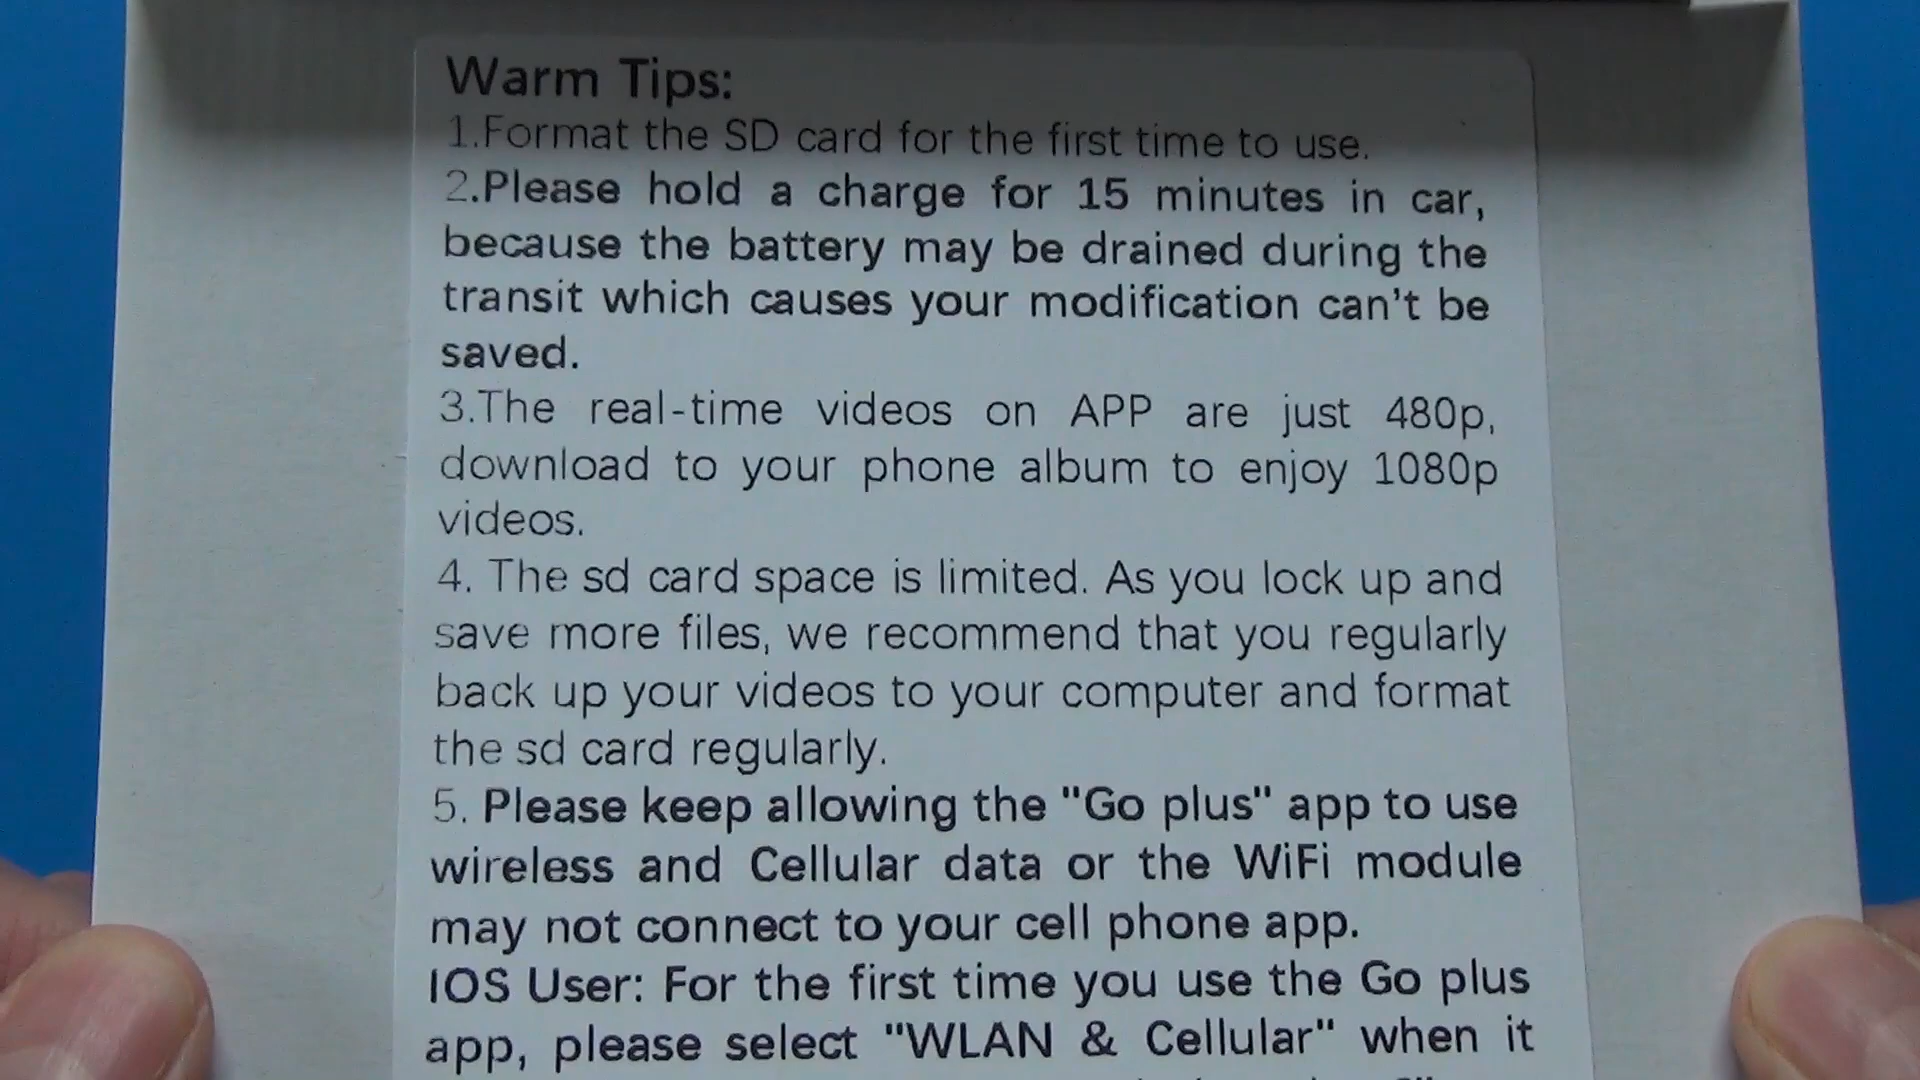 Warm Tips:
1.Format the SD card for the first time to use.
2.Please hold a charge for 15 minutes in car,
because the battery may be drained during the
transit which causes your modification can't be
saved.
3.The real-time videos on APP are just 480p,
download to your phone album to enjoy 1080p
videos.
4. The sd card space is limited. As you lock up and
save more files, we recommend that you regularly
back up your videos to your computer and format
the sd card regularly.
5. Please keep allowing the "Go plus" app to use
wireless and Cellular data or the WiFi module
may not connect to your cell phone app.
IOS User: For the first time you use the Go plus
app, please select "WLAN & Cellular" when it